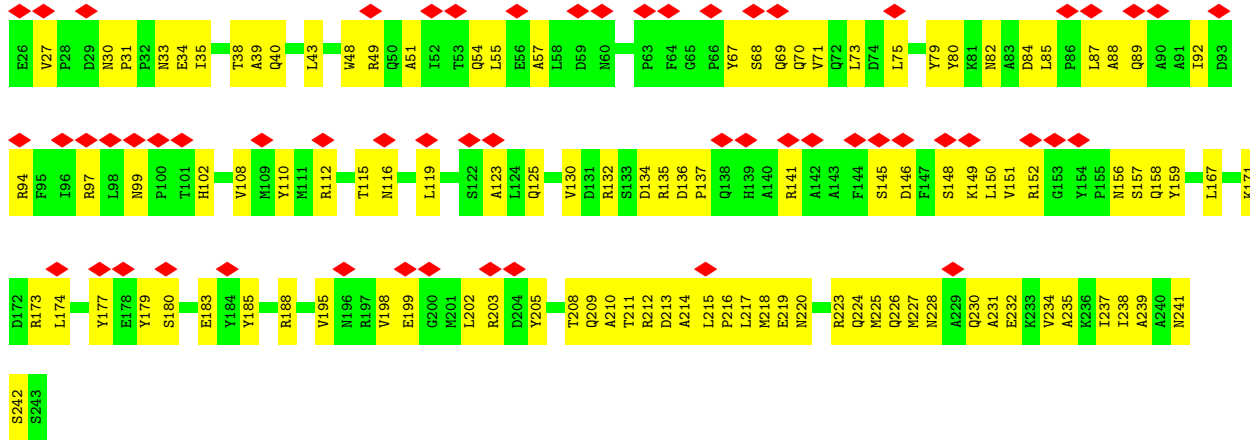 E26 V27 P28 D29 N30 P31 P32 N33 E34 I35 T38 A39 Q40 L43 W48 R49 Q50 A51 I52 T53 Q54 L55 E56 A57 L58 D59 N60 P63 F64 G65 P66 Y67 S68 Q69 Q70 V71 Q72 L73 D74 L75 Y79 Y80 K81 N82 A83 D84 L85 P86 L87 A88 Q89 A90 A91 I92 D93
R94 F95 I96 R97 L98 N99 P100 T101 H102 V108 M109 Y110 M111 R112 T115 N116 L119 S122 A123 L124 Q125 V130 D131 R132 S133 D134 R135 D136 P137 Q138 H139 A140 R141 A142 A143 F144 S145 D146 F147 S148 K149 L150 V151 R152 G153 Y154 P155 N156 S157 Q158 Y159 L167 K171
D172 R173 L174 Y177 E178 Y179 S180 E183 Y184 Y185 R188 V195 N196 R197 V198 E199 G200 M201 L202 R203 D204 Y205 T208 Q209 A210 T211 R212 D213 A214 L215 P216 L217 M218 E219 N220 R223 Q224 M225 Q226 M227 N228 A229 Q230 A231 E232 K233 V234 A235 K236 I237 I238 A239 A240 N241
S242 S243